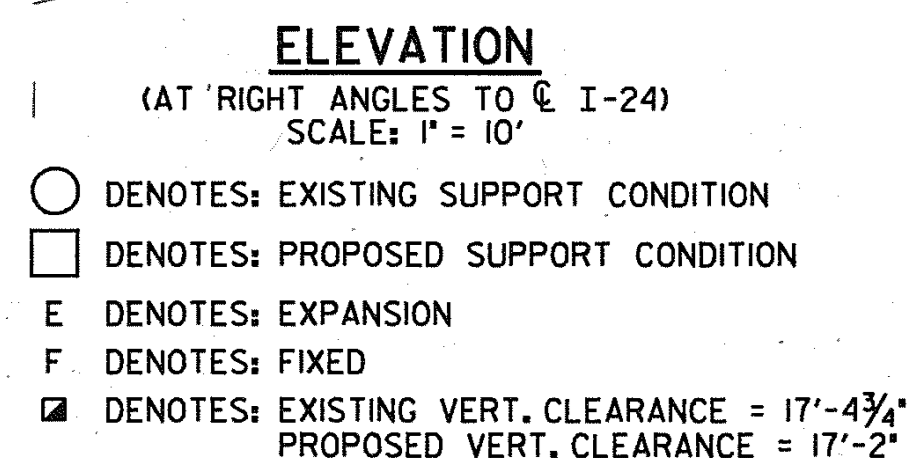 ELEVATION
(AT RIGHT ANGLES TO ℄ I-24)
SCALE: 1" = 10'
DENOTES: EXISTING SUPPORT CONDITION
DENOTES: PROPOSED SUPPORT CONDITION
E DENOTES: EXPANSION
F DENOTES: FIXED
DENOTES: EXISTING VERT. CLEARANCE = 17'-4¾"
PROPOSED VERT. CLEARANCE = 17'-2"